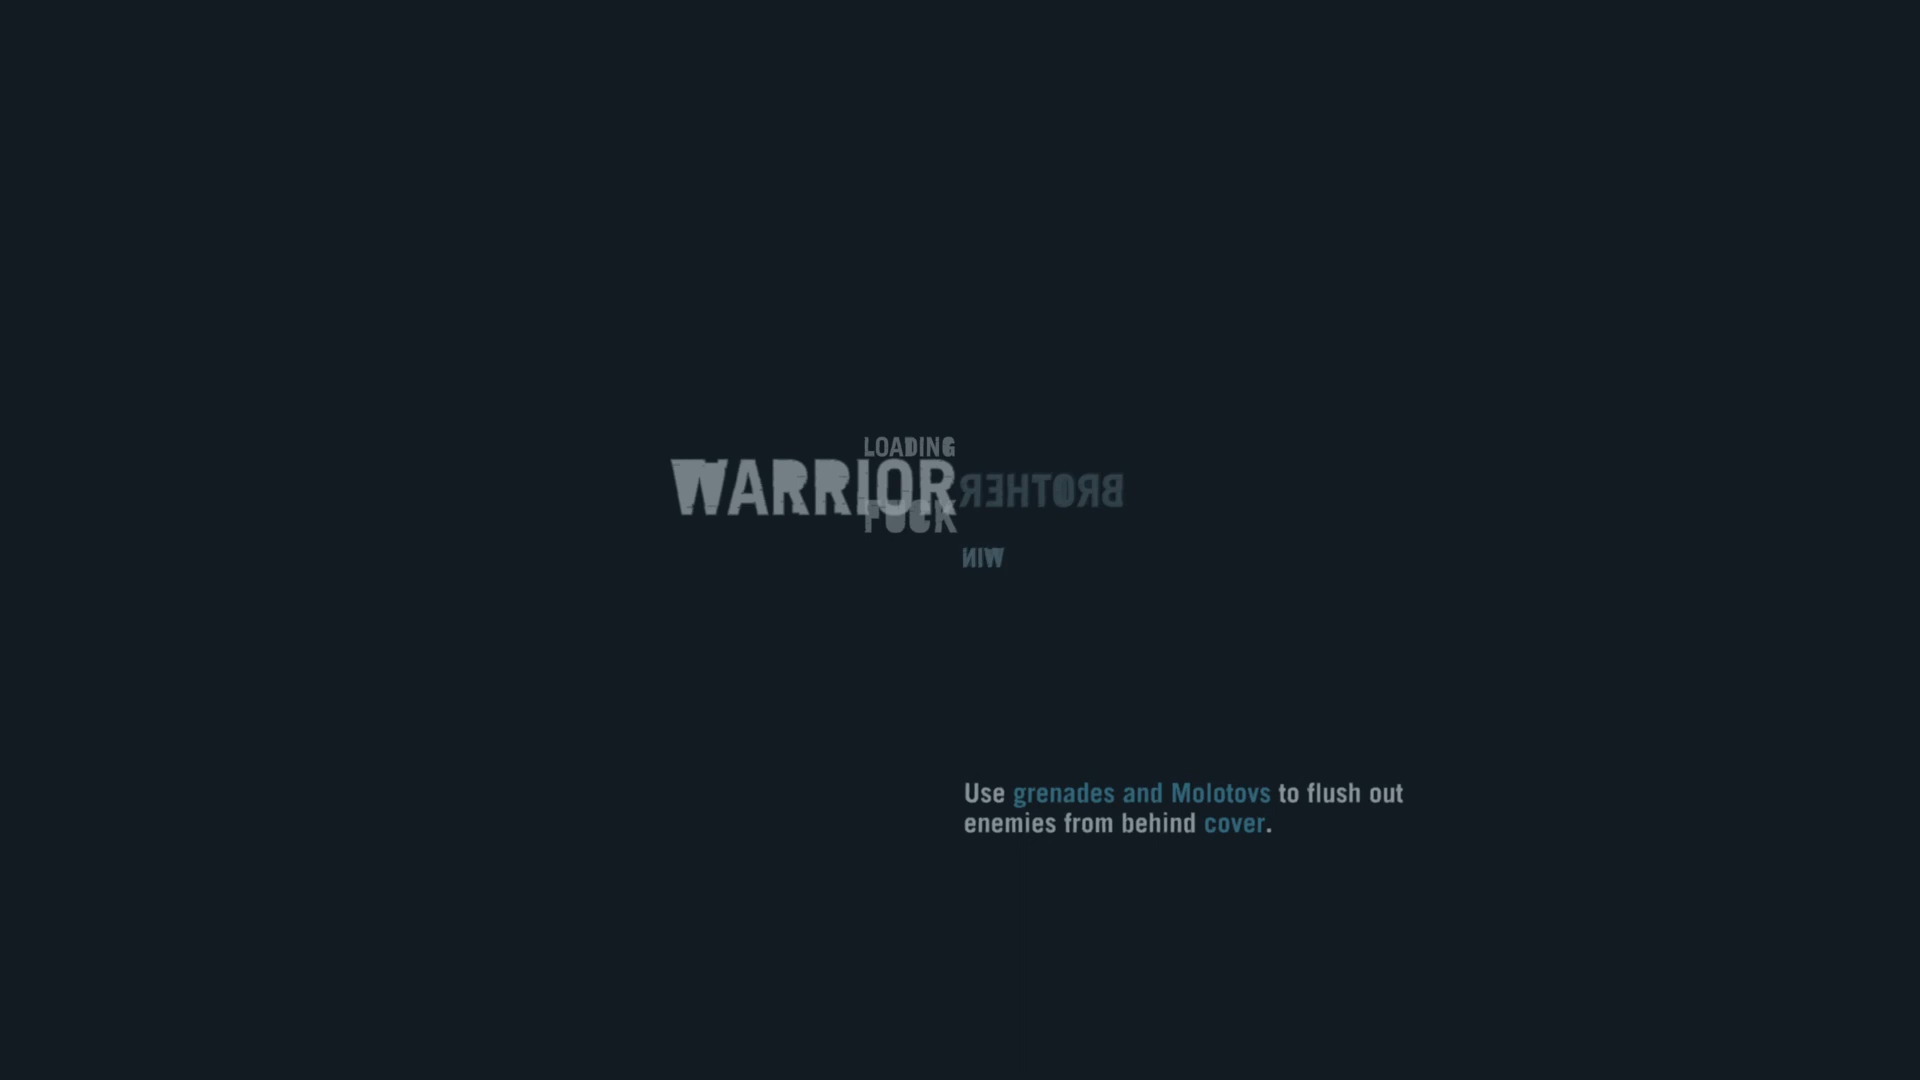 LOADING
WARRIOR BROTHER
FUCK
WIN
Use grenades and Molotovs to flush out
enemies from behind cover.